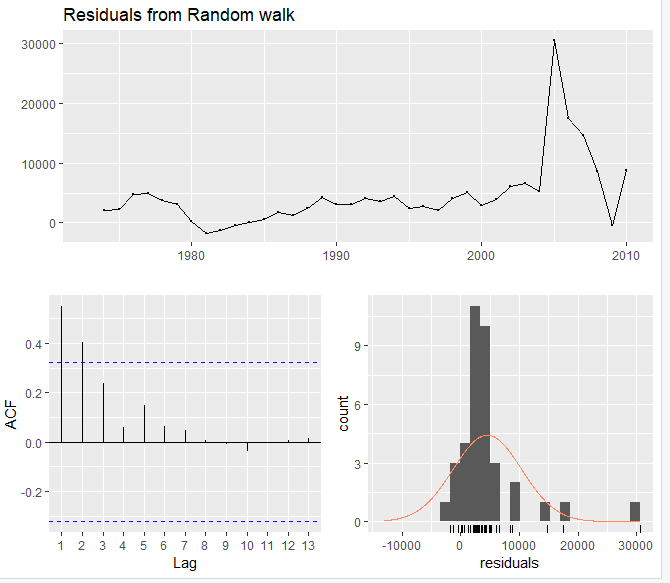 Residuals from Random walk
30000
20000
10000
0
1980 1990 2000 2010
ACF
0.4
0.2
0.0
-0.2
1 2 3 4 5 6 7 8 9 10 11 12 13
Lag
count
9
6
3
0
-10000 0 10000 20000 30000
residuals